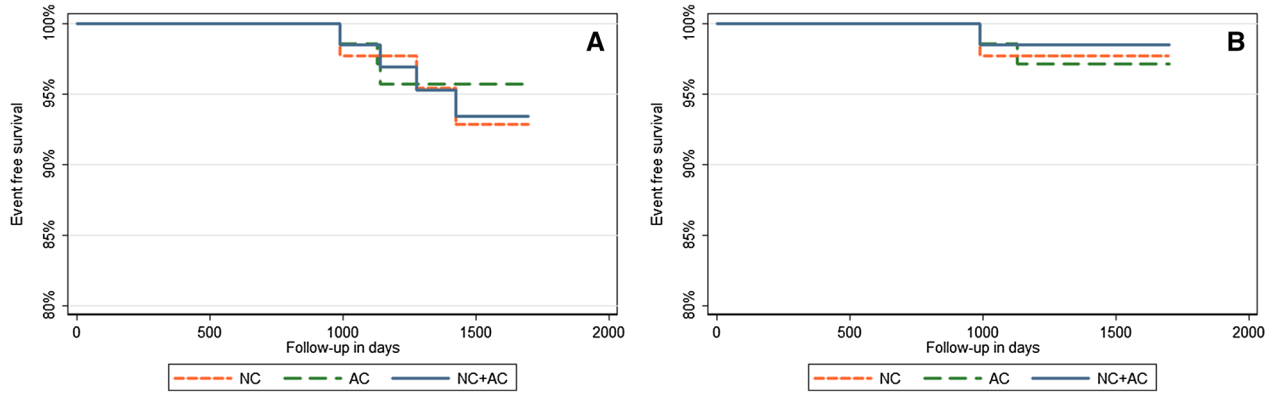 A
Event free survival
100%
95%
90%
85%
80%
0 500 1000 1500 2000
Follow-up in days
NC AC NC+AC
B
Event free survival
100%
95%
90%
85%
80%
0 500 1000 1500 2000
Follow-up in days
NC AC NC+AC